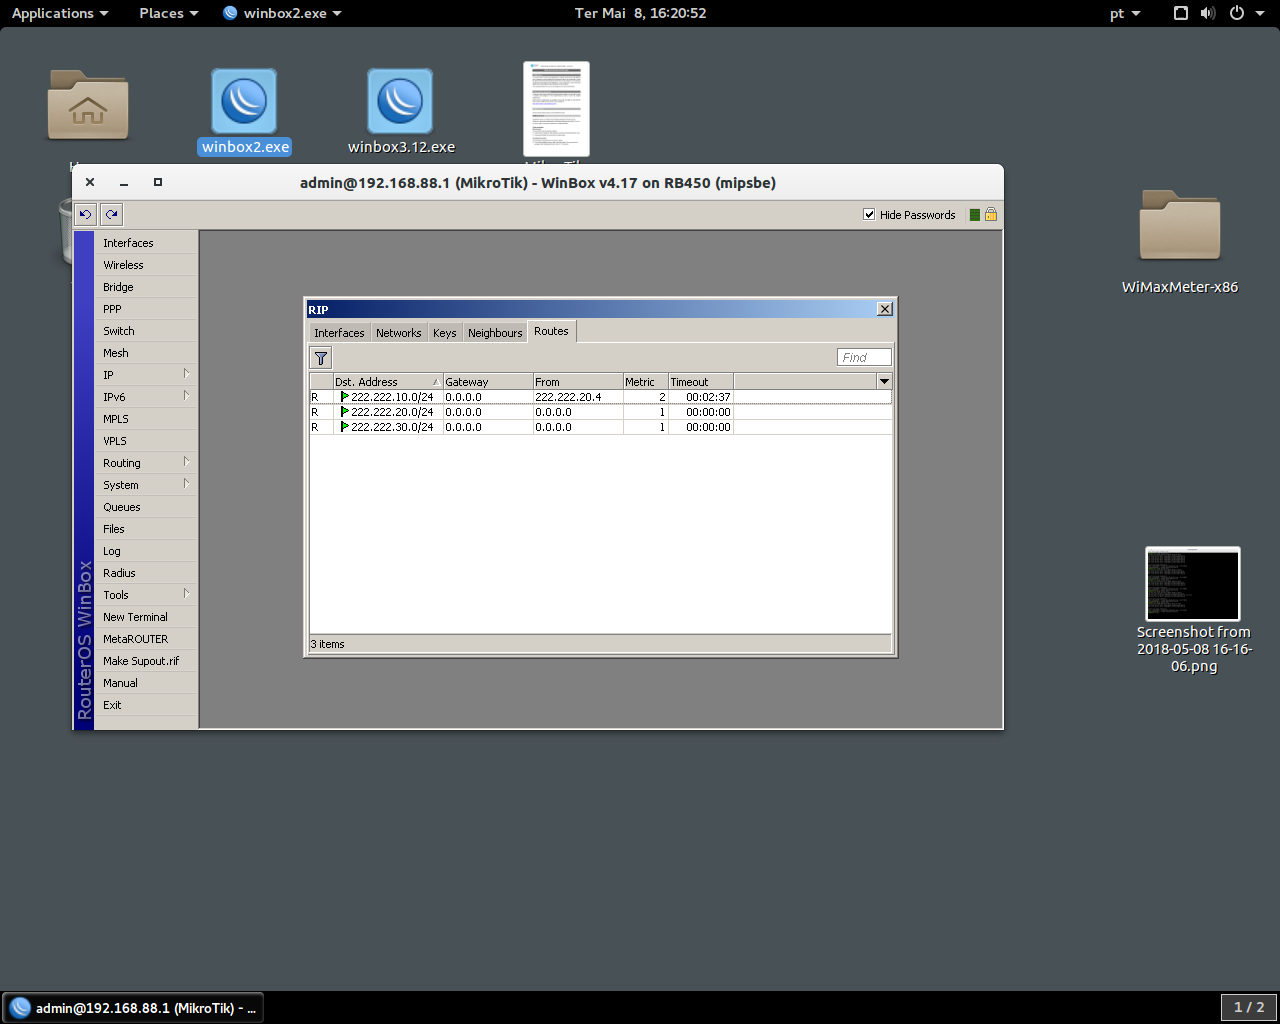 Applications Places winbox2.exe Ter Mai 8, 16:20:52 pt
winbox2.exe winbox3.12.exe
admin@192.168.88.1 (MikroTik) - WinBox v4.17 on RB450 (mipsbe)
Hide Passwords
RouterOS WinBox
Interfaces
Wireless
Bridge
PPP
Switch
Mesh
IP
IPv6
MPLS
VPLS
Routing
System
Queues
Files
Log
Radius
Tools
New Terminal
MetaROUTER
Make Supout.rif
Manual
Exit
RIP
Interfaces Networks Keys Neighbours Routes
Find
Dst. Address Gateway From Metric Timeout
R 222.222.10.0/24 0.0.0.0 222.222.20.4 2 00:02:37
R 222.222.20.0/24 0.0.0.0 0.0.0.0 1 00:00:00
R 222.222.30.0/24 0.0.0.0 0.0.0.0 1 00:00:00
3 items
WiMaxMeter-x86
Screenshot from
2018-05-08 16-16-
06.png
admin@192.168.88.1 (MikroTik) - ...
1 / 2